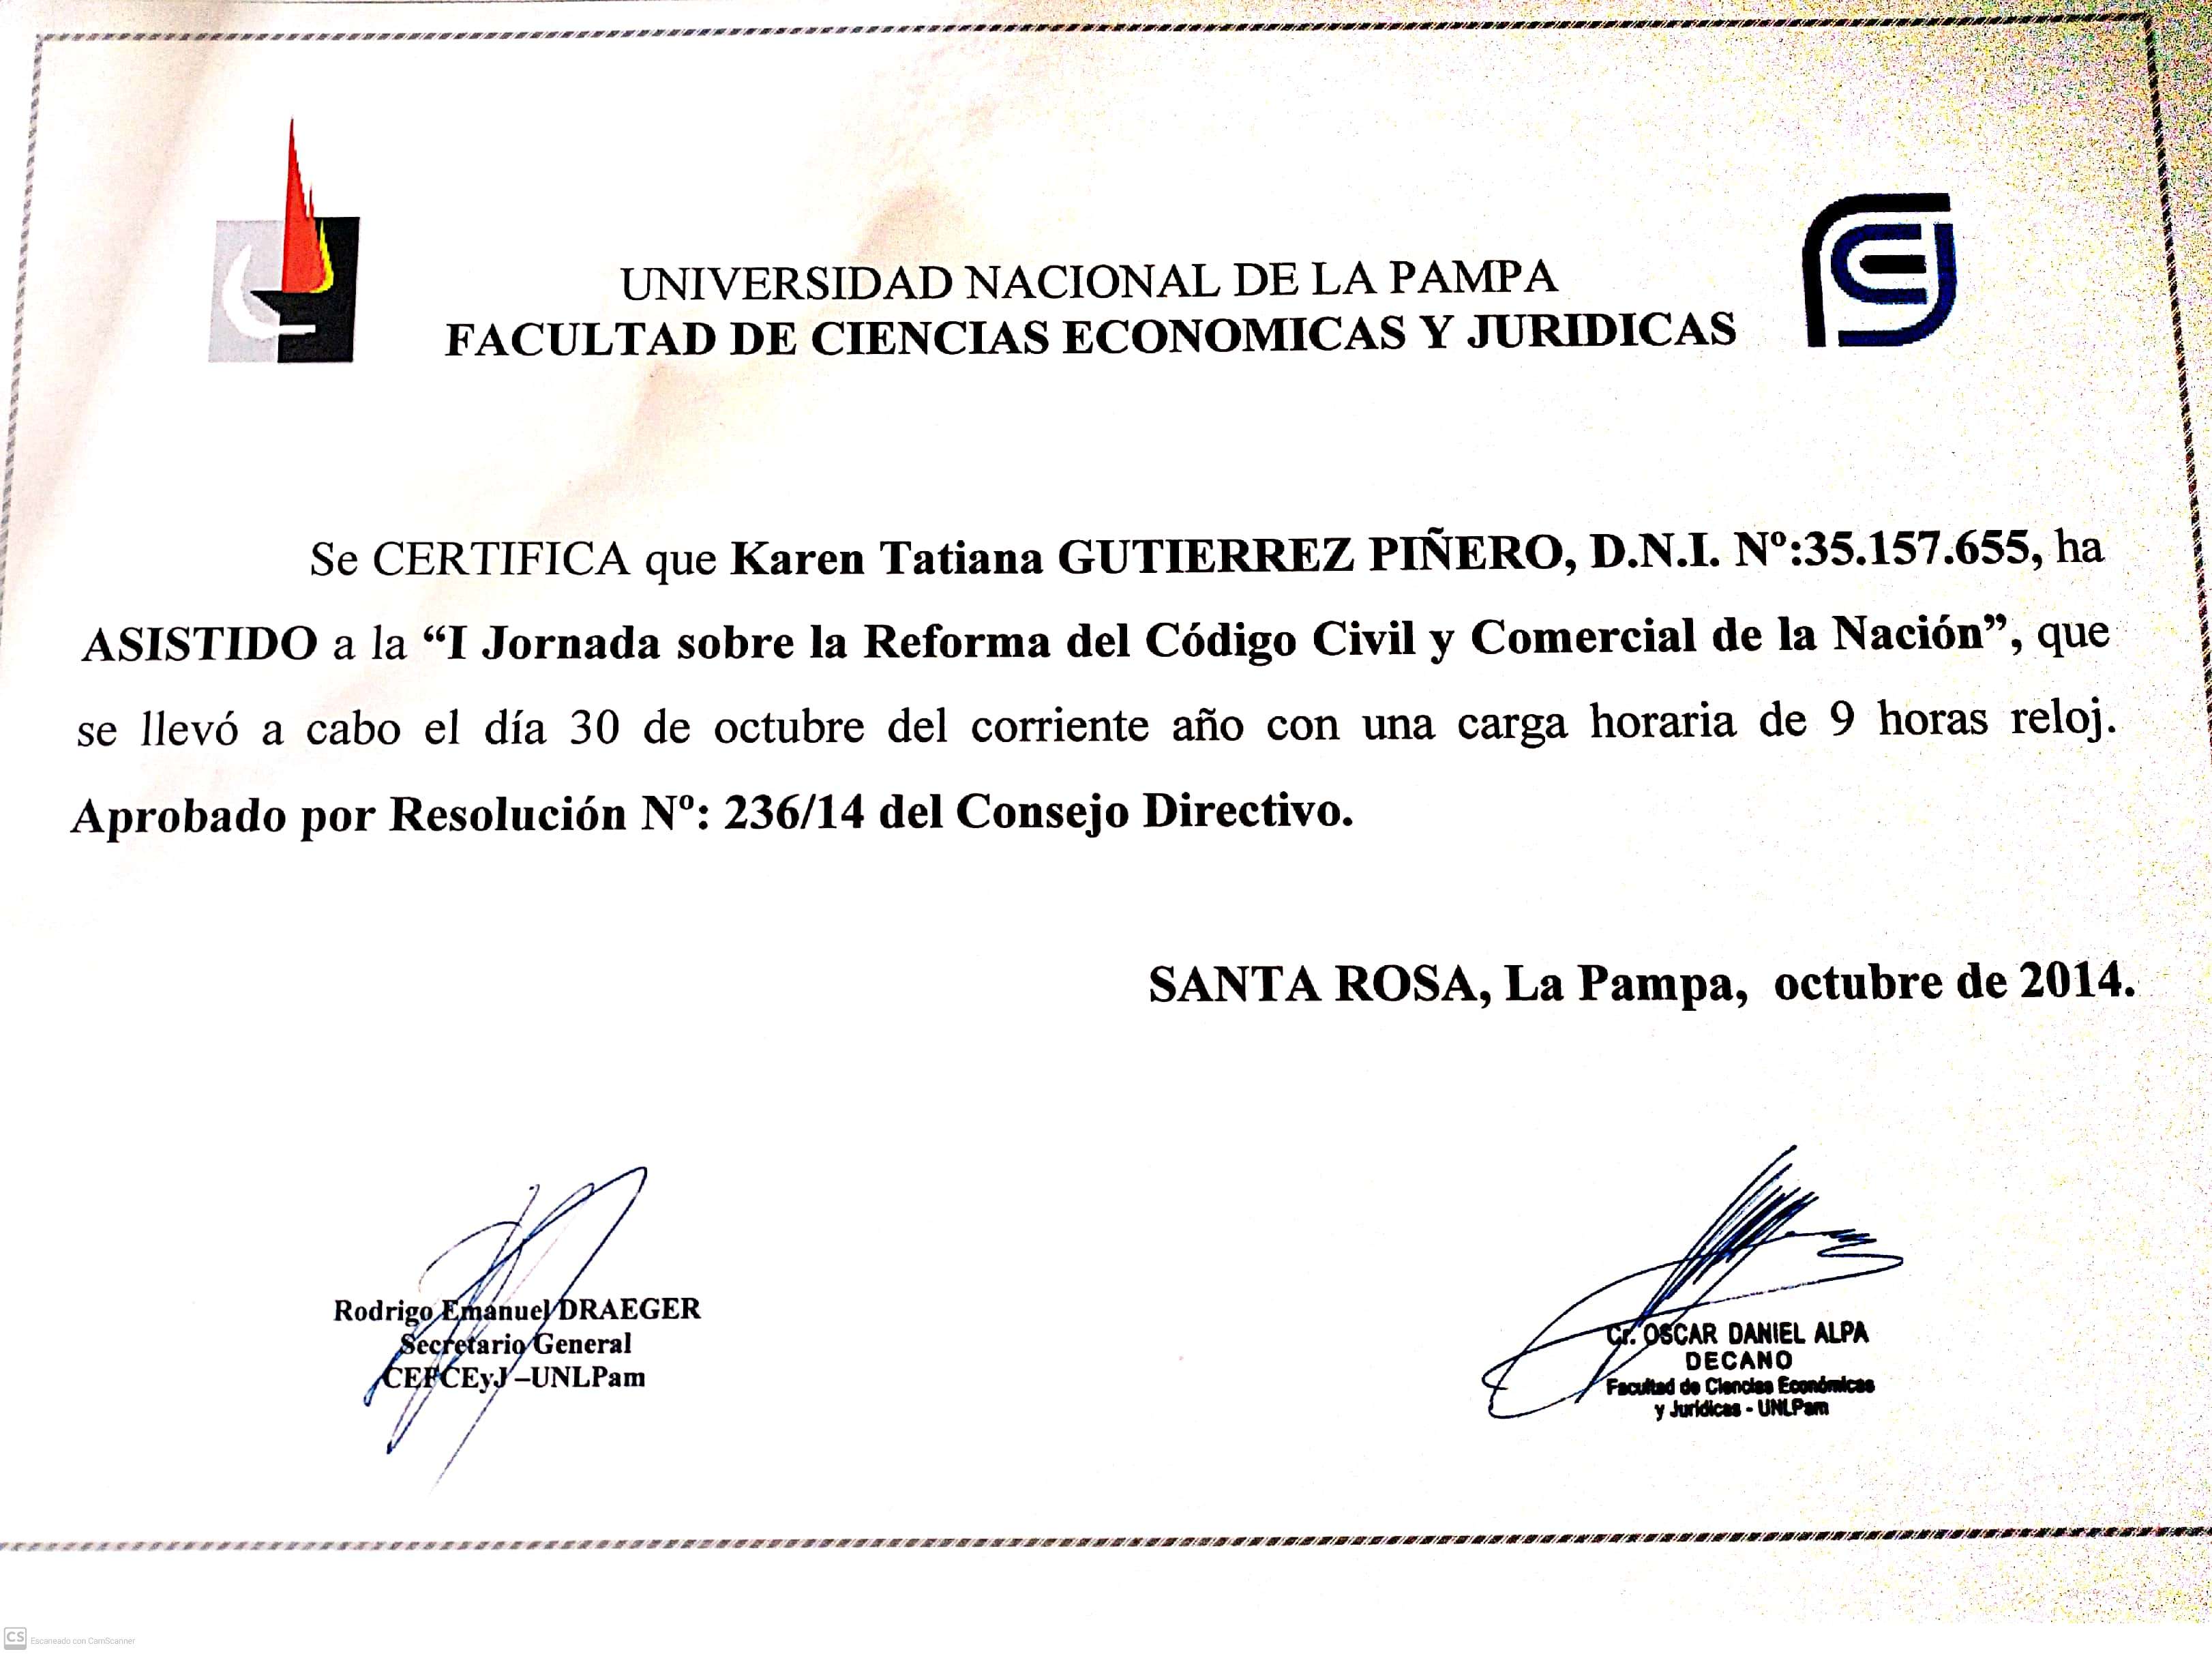 UNIVERSIDAD NACIONAL DE LA PAMPA
FACULTAD DE CIENCIAS ECONOMICAS Y JURIDICAS
Se CERTIFICA que Karen Tatiana GUTIERREZ PIÑERO, D.N.I. Nº:35.157.655, ha
ASISTIDO a la “I Jornada sobre la Reforma del Código Civil y Comercial de la Nación”, que
se llevó a cabo el día 30 de octubre del corriente año con una carga horaria de 9 horas reloj.
Aprobado por Resolución Nº: 236/14 del Consejo Directivo.
SANTA ROSA, La Pampa, octubre de 2014.
Rodrigo Emanuel DRAEGER
Secretario General
CEFCEyJ –UNLPam
Cr. OSCAR DANIEL ALPA
DECANO
Facultad de Ciencias Económicas
y Jurídicas - UNLPam
CS Escaneado con CamScanner